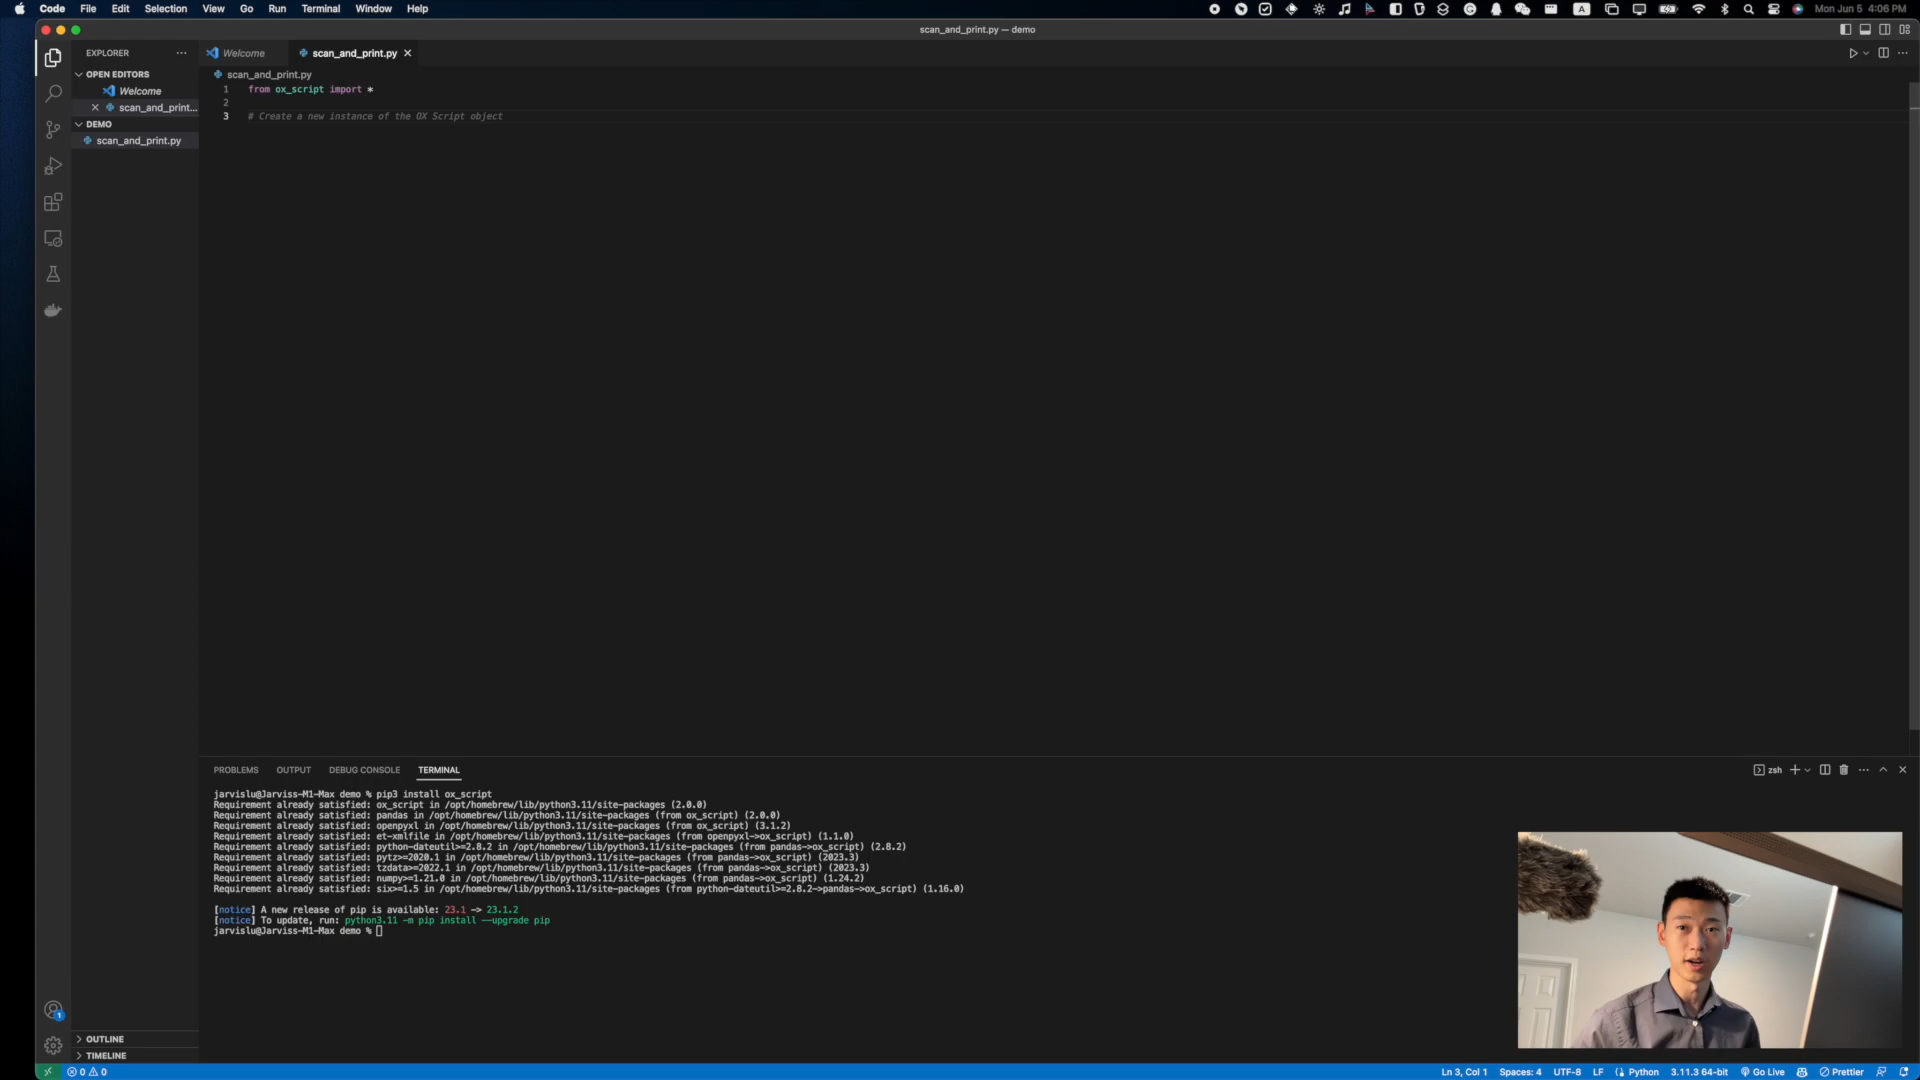 Code File Edit Selection View Go Run Terminal Window Help
A
Mon Jun 5 4:06 PM
scan_and_print.py — demo
EXPLORER
Welcome
scan_and_print.py
OPEN EDITORS
Welcome
scan_and_print...
DEMO
scan_and_print.py
scan_and_print.py
1 from ox_script import *
2
3 # Create a new instance of the OX Script object
PROBLEMS OUTPUT DEBUG CONSOLE TERMINAL
zsh
jarvislu@Jarviss-M1-Max demo % pip3 install ox_script
Requirement already satisfied: ox_script in /opt/homebrew/lib/python3.11/site-packages (2.0.0)
Requirement already satisfied: pandas in /opt/homebrew/lib/python3.11/site-packages (from ox_script) (2.0.0)
Requirement already satisfied: openpyxl in /opt/homebrew/lib/python3.11/site-packages (from ox_script) (3.1.2)
Requirement already satisfied: et-xmlfile in /opt/homebrew/lib/python3.11/site-packages (from openpyxl->ox_script) (1.1.0)
Requirement already satisfied: python-dateutil>=2.8.2 in /opt/homebrew/lib/python3.11/site-packages (from pandas->ox_script) (2.8.2)
Requirement already satisfied: pytz>=2020.1 in /opt/homebrew/lib/python3.11/site-packages (from pandas->ox_script) (2023.3)
Requirement already satisfied: tzdata>=2022.1 in /opt/homebrew/lib/python3.11/site-packages (from pandas->ox_script) (2023.3)
Requirement already satisfied: numpy>=1.21.0 in /opt/homebrew/lib/python3.11/site-packages (from pandas->ox_script) (1.24.2)
Requirement already satisfied: six>=1.5 in /opt/homebrew/lib/python3.11/site-packages (from python-dateutil>=2.8.2->pandas->ox_script) (1.16.0)
[notice] A new release of pip is available: 23.1 -> 23.1.2
[notice] To update, run: python3.11 -m pip install --upgrade pip
jarvislu@Jarviss-M1-Max demo %
1
OUTLINE
TIMELINE
0 0
Ln 3, Col 1 Spaces: 4 UTF-8 LF Python 3.11.3 64-bit Go Live Prettier